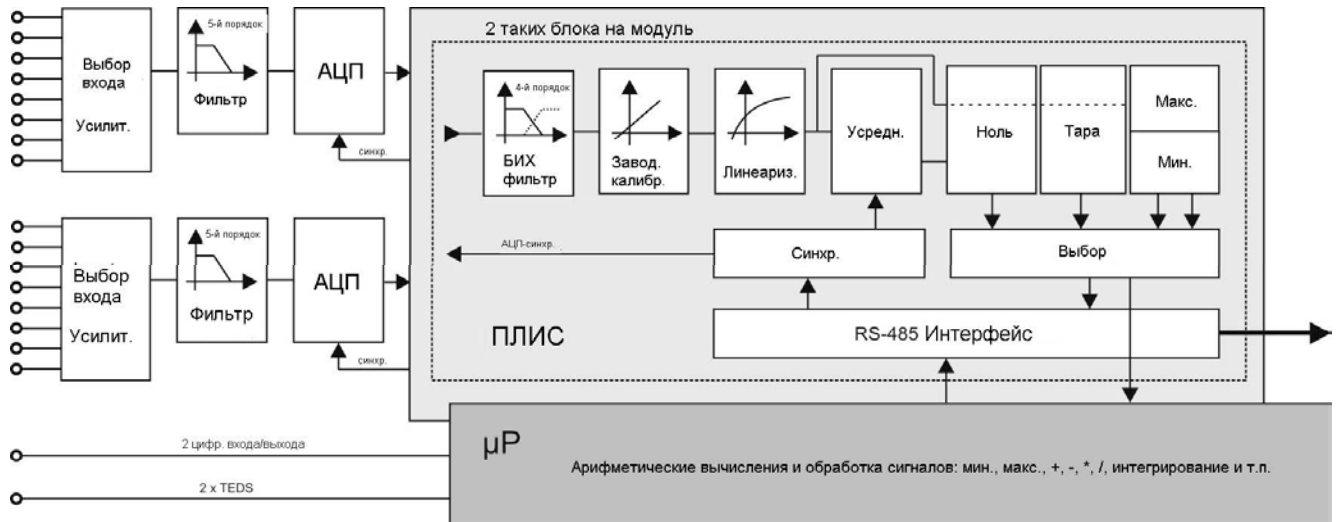 5-й порядок
Выбор
входа
Усилит.
Фильтр
АЦП
синхр.
2 таких блока на модуль
4-й порядок
БИХ
фильтр
Завод.
калибр.
Линеариз.
Усредн.
Ноль
Тара
Макс.
Мин.
5-й порядок
Выбор
входа
Усилит.
Фильтр
АЦП
синхр.
АЦП-синхр.
Синхр.
Выбор
ПЛИС
RS-485 Интерфейс
2 цифр. входа/выхода
2 x TEDS
µP
Арифметические вычисления и обработка сигналов: мин., макс., +, -, *, /, интегрирование и т.п.